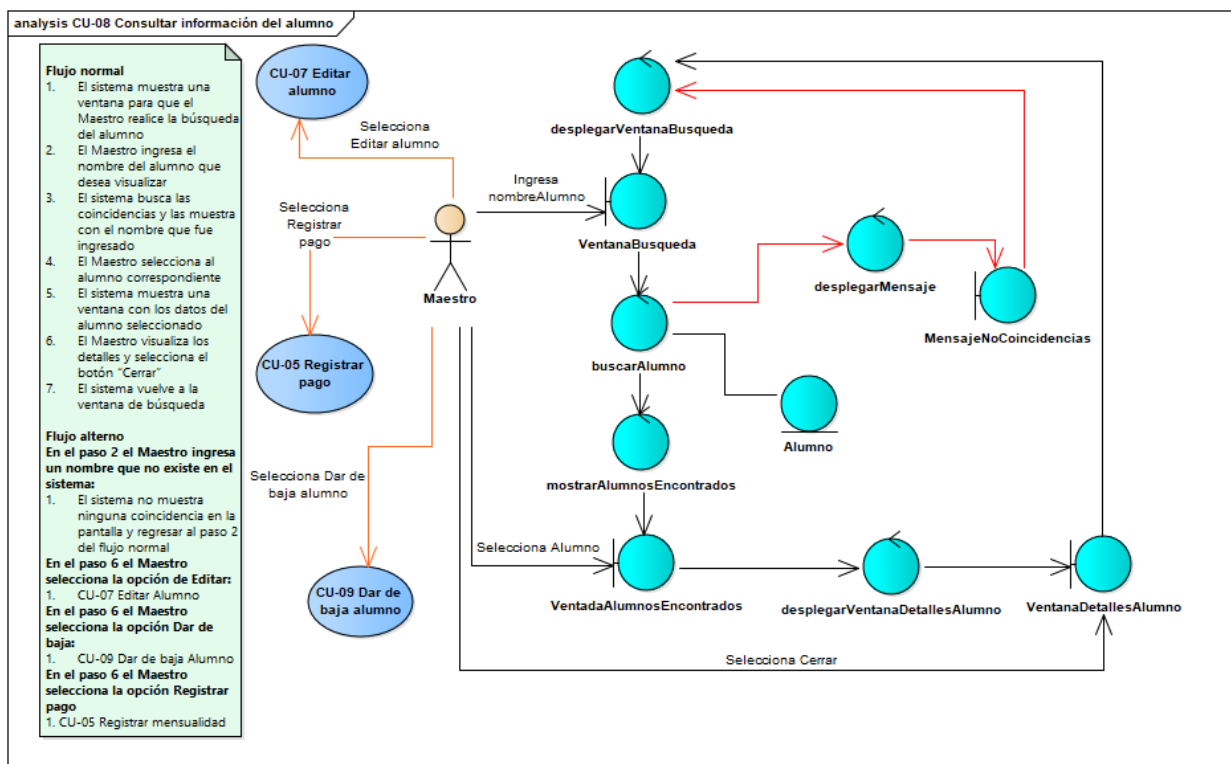 analysis CU-08 Consultar información del alumno
Flujo normal
1. El sistema muestra una
ventana para que el
Maestro realice la búsqueda
del alumno
2. El Maestro ingresa el
nombre del alumno que
desea visualizar
3. El sistema busca las
coincidencias y las muestra
con el nombre que fue
ingresado
4. El Maestro selecciona al
alumno correspondiente
5. El sistema muestra una
ventana con los datos del
alumno seleccionado
6. El Maestro visualiza los
detalles y selecciona el
botón “Cerrar”
7. El sistema vuelve a la
ventana de búsqueda
Flujo alterno
En el paso 2 el Maestro ingresa
un nombre que no existe en el
sistema:
1. El sistema no muestra
ninguna coincidencia en la
pantalla y regresar al paso 2
del flujo normal
En el paso 6 el Maestro
selecciona la opción de Editar:
1. CU-07 Editar Alumno
En el paso 6 el Maestro
selecciona la opción Dar de
baja:
1. CU-09 Dar de baja Alumno
En el paso 6 el Maestro
selecciona la opción Registrar
pago
1. CU-05 Registrar mensualidad
CU-07 Editar
alumno
Selecciona
Editar alumno
Selecciona
Registrar
pago
Maestro
CU-05 Registrar
pago
Selecciona Dar de
baja alumno
CU-09 Dar de
baja alumno
desplegarVentanaBusqueda
Ingresa
nombreAlumno
VentanaBusqueda
desplegarMensaje
MensajeNoCoincidencias
buscarAlumno
Alumno
mostrarAlumnosEncontrados
Selecciona Alumno
VentadaAlumnosEncontrados
desplegarVentanaDetallesAlumno
VentanaDetallesAlumno
Selecciona Cerrar